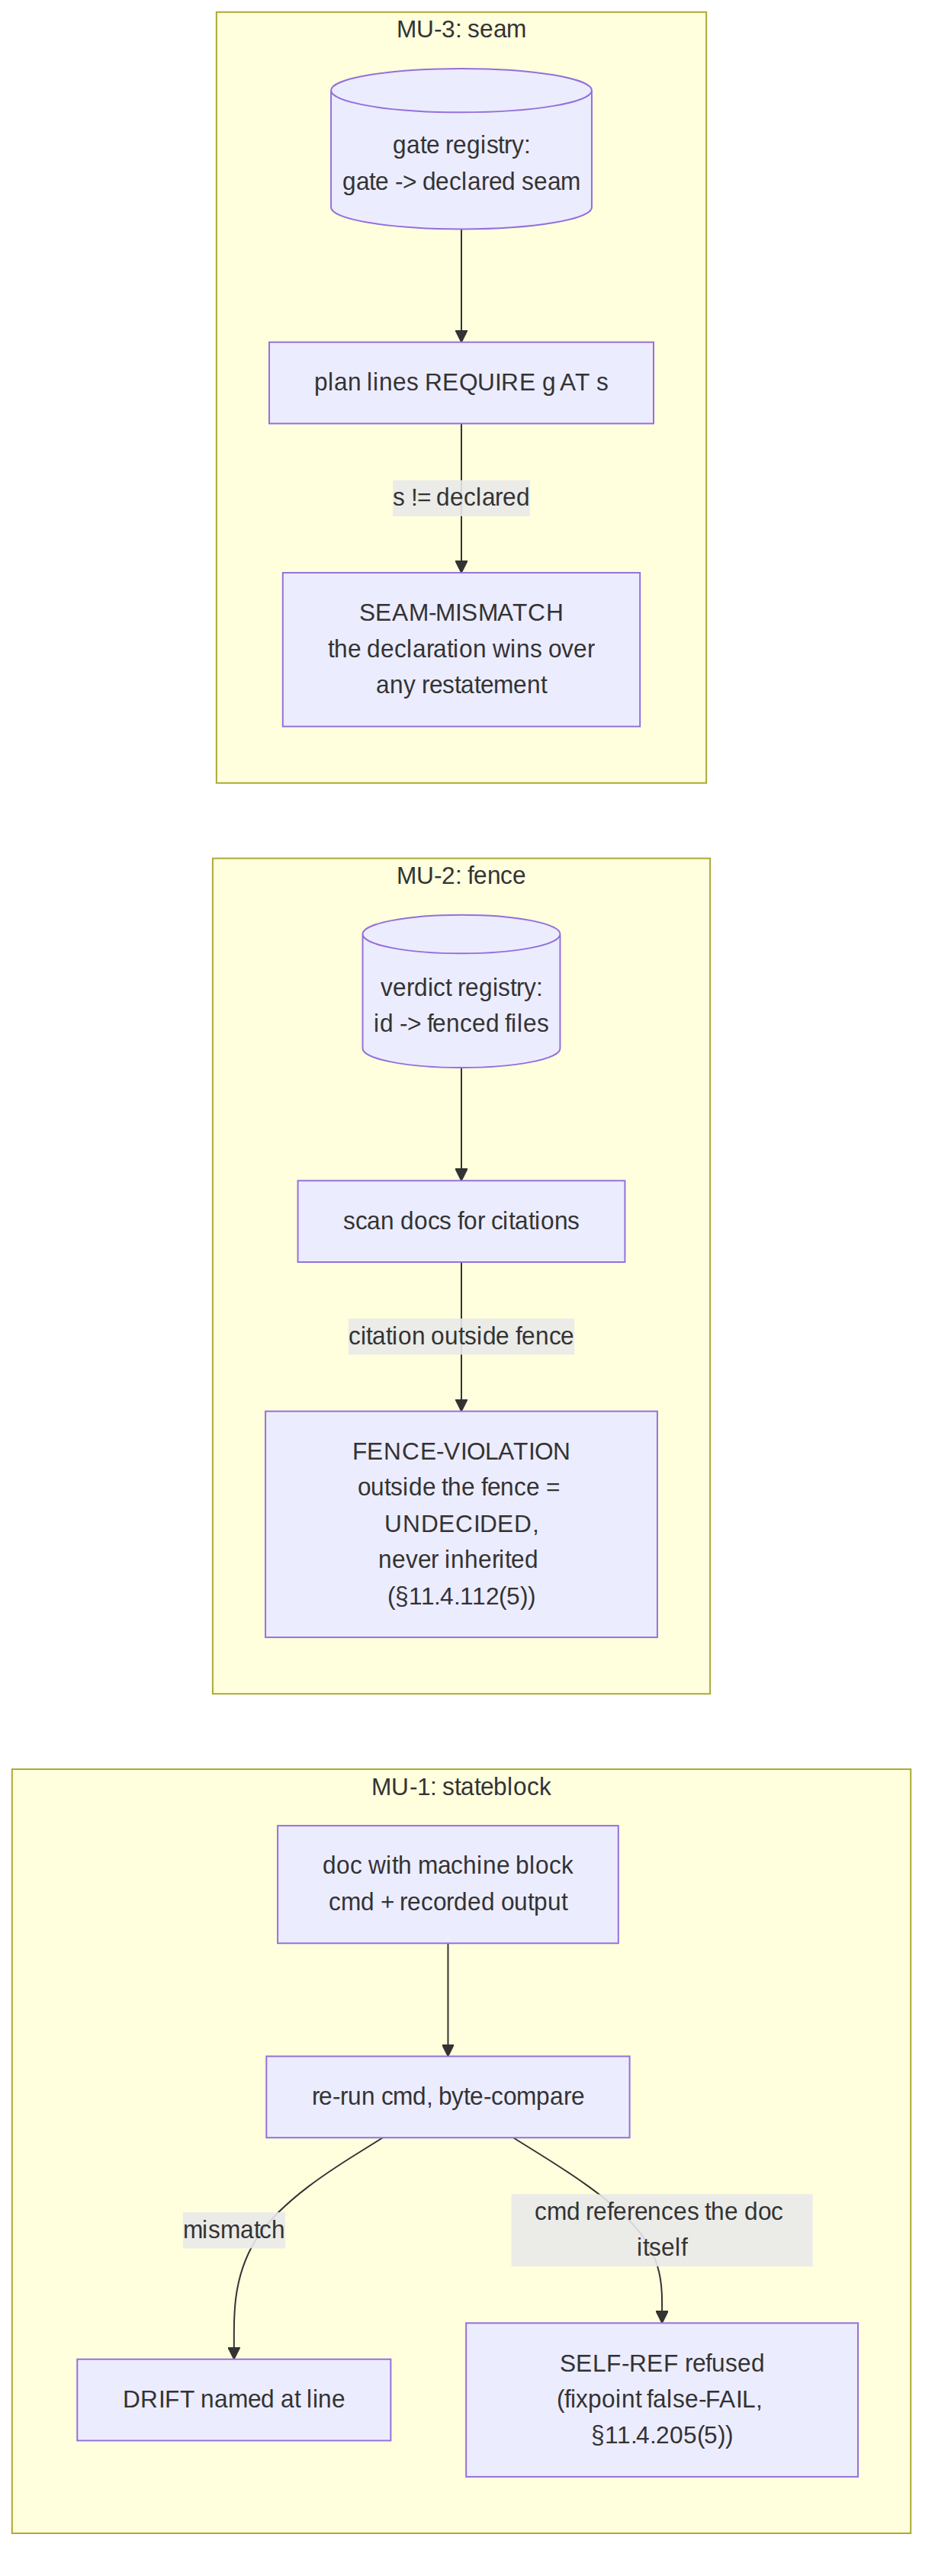 MU-3: seam
gate registry:
gate -> declared seam
plan lines REQUIRE g AT s
s != declared
SEAM-MISMATCH
the declaration wins over
any restatement
MU-2: fence
verdict registry:
id -> fenced files
scan docs for citations
citation outside fence
FENCE-VIOLATION
outside the fence =
UNDECIDED,
never inherited
(§11.4.112(5))
MU-1: stateblock
doc with machine block
cmd + recorded output
re-run cmd, byte-compare
mismatch
cmd references the doc
itself
DRIFT named at line
SELF-REF refused
(fixpoint false-FAIL,
§11.4.205(5))